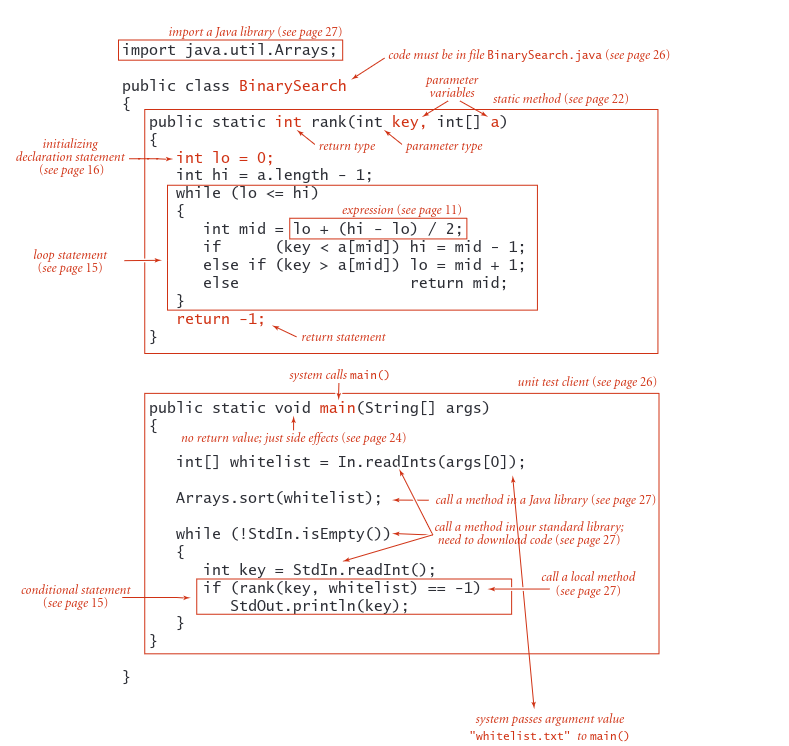 import a Java library (see page 27)
import java.util.Arrays;
code must be in file BinarySearch.java (see page 26)
public class BinarySearch
parameter
variables
{
static method (see page 22)
public static int rank(int key, int[] a)
{
return type
parameter type
initializing
declaration statement
(see page 16)
int lo = 0;
int hi = a.length - 1;
while (lo <= hi)
{
expression (see page 11)
int mid = lo + (hi - lo) / 2;
if (key < a[mid]) hi = mid - 1;
loop statement
(see page 15)
else if (key > a[mid]) lo = mid + 1;
else return mid;
}
return -1;
return statement
}
system calls main()
unit test client (see page 26)
public static void main(String[] args)
{
no return value; just side effects (see page 24)
int[] whitelist = In.readInts(args[0]);
Arrays.sort(whitelist);
call a method in a Java library (see page 27)
while (!StdIn.isEmpty())
call a method in our standard library;
need to download code (see page 27)
{
int key = StdIn.readInt();
conditional statement
(see page 15)
if (rank(key, whitelist) == -1)
call a local method
(see page 27)
StdOut.println(key);
}
}
}
system passes argument value
"whitelist.txt" to main()